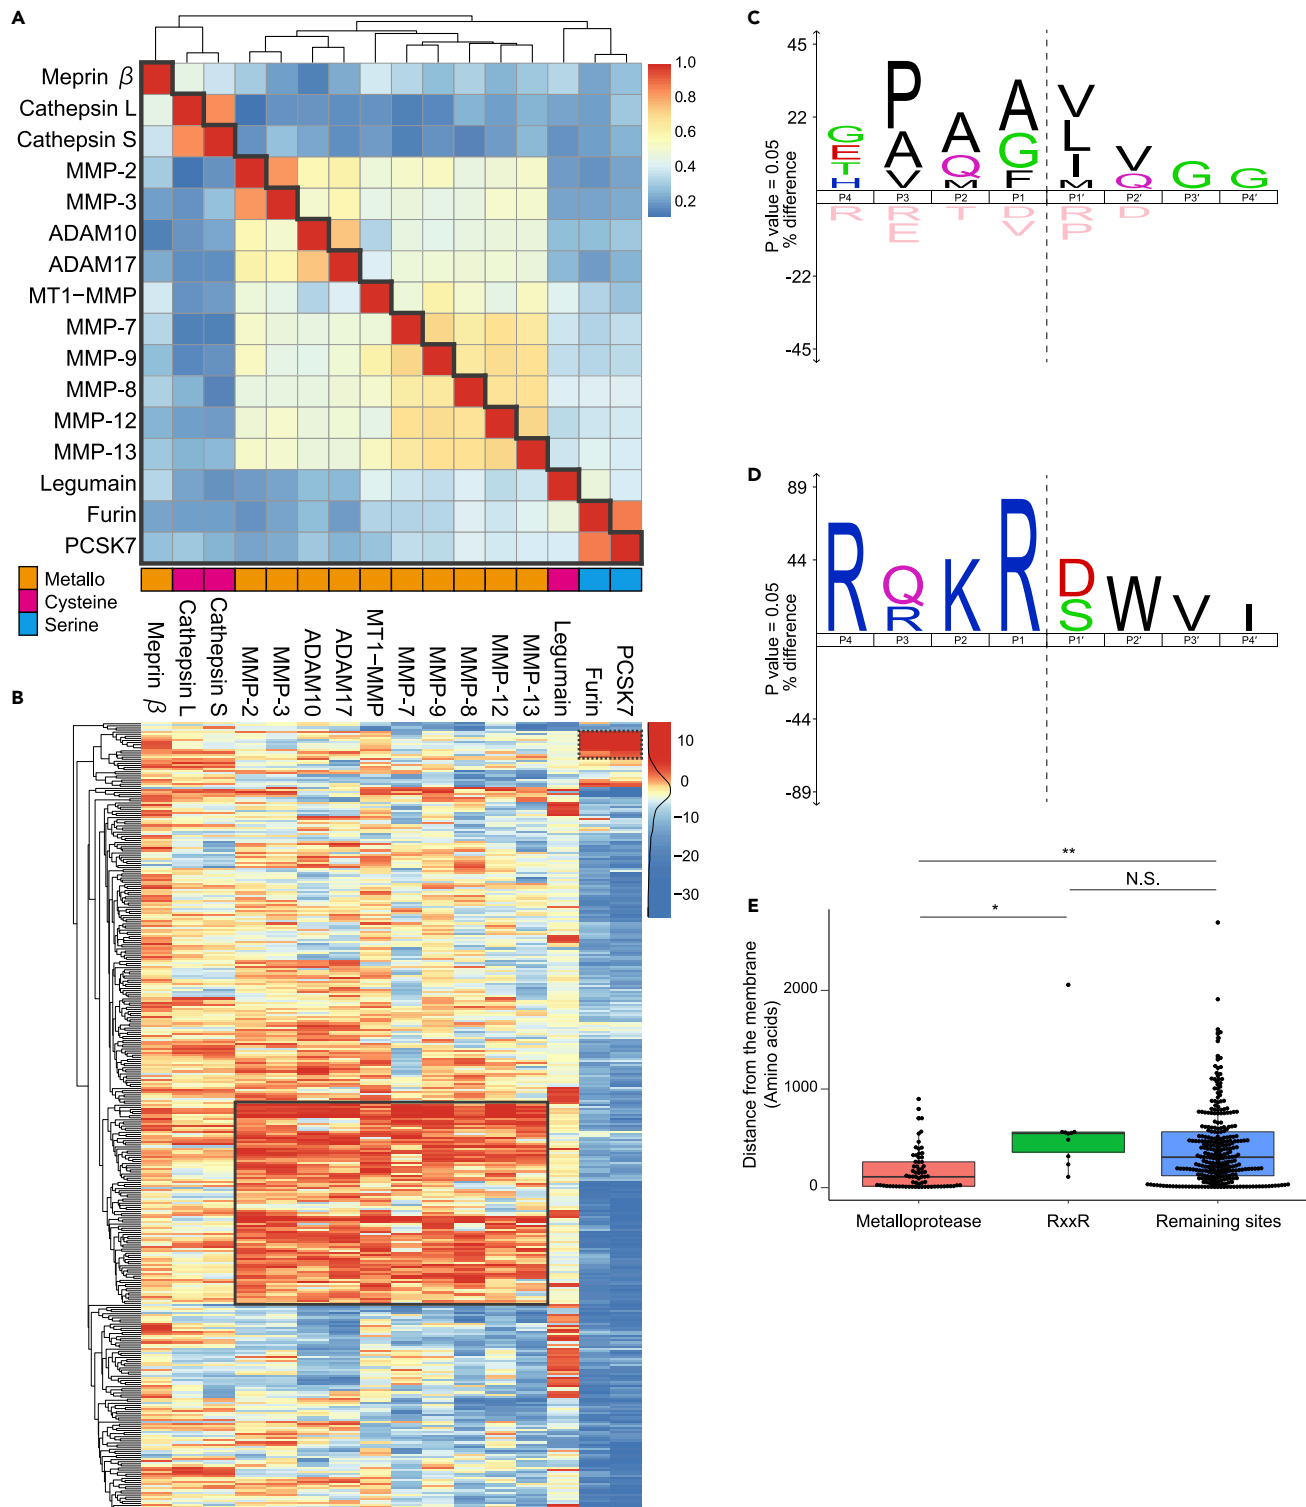 A
Meprin β
Cathepsin L
Cathepsin S
MMP-2
MMP-3
ADAM10
ADAM17
MT1-MMP
MMP-7
MMP-9
MMP-8
MMP-12
MMP-13
Legumain
Furin
PCSK7
1.0
0.8
0.6
0.4
0.2
Metallo
Cysteine
Serine
Meprin β
Cathepsin L
Cathepsin S
MMP-2
MMP-3
ADAM10
ADAM17
MT1-MMP
MMP-7
MMP-9
MMP-8
MMP-12
MMP-13
Legumain
Furin
PCSK7
B
10
0
-10
-20
-30
C
P value = 0.05
% difference
45
22
-22
-45
G E T H
P A V
A Q M
A G F
V L I M
V Q
G
G
P4 P3 P2 P1 P1' P2' P3' P4'
R
R E
T
D V
R P
D
D
P value = 0.05
% difference
89
44
-44
-89
R
Q R
K
R
D S
W
V
I
P4 P3 P2 P1 P1' P2' P3' P4'
E
**
N.S.
*
Distance from the membrane
(Amino acids)
2000
1000
0
Metalloprotease RxxR Remaining sites